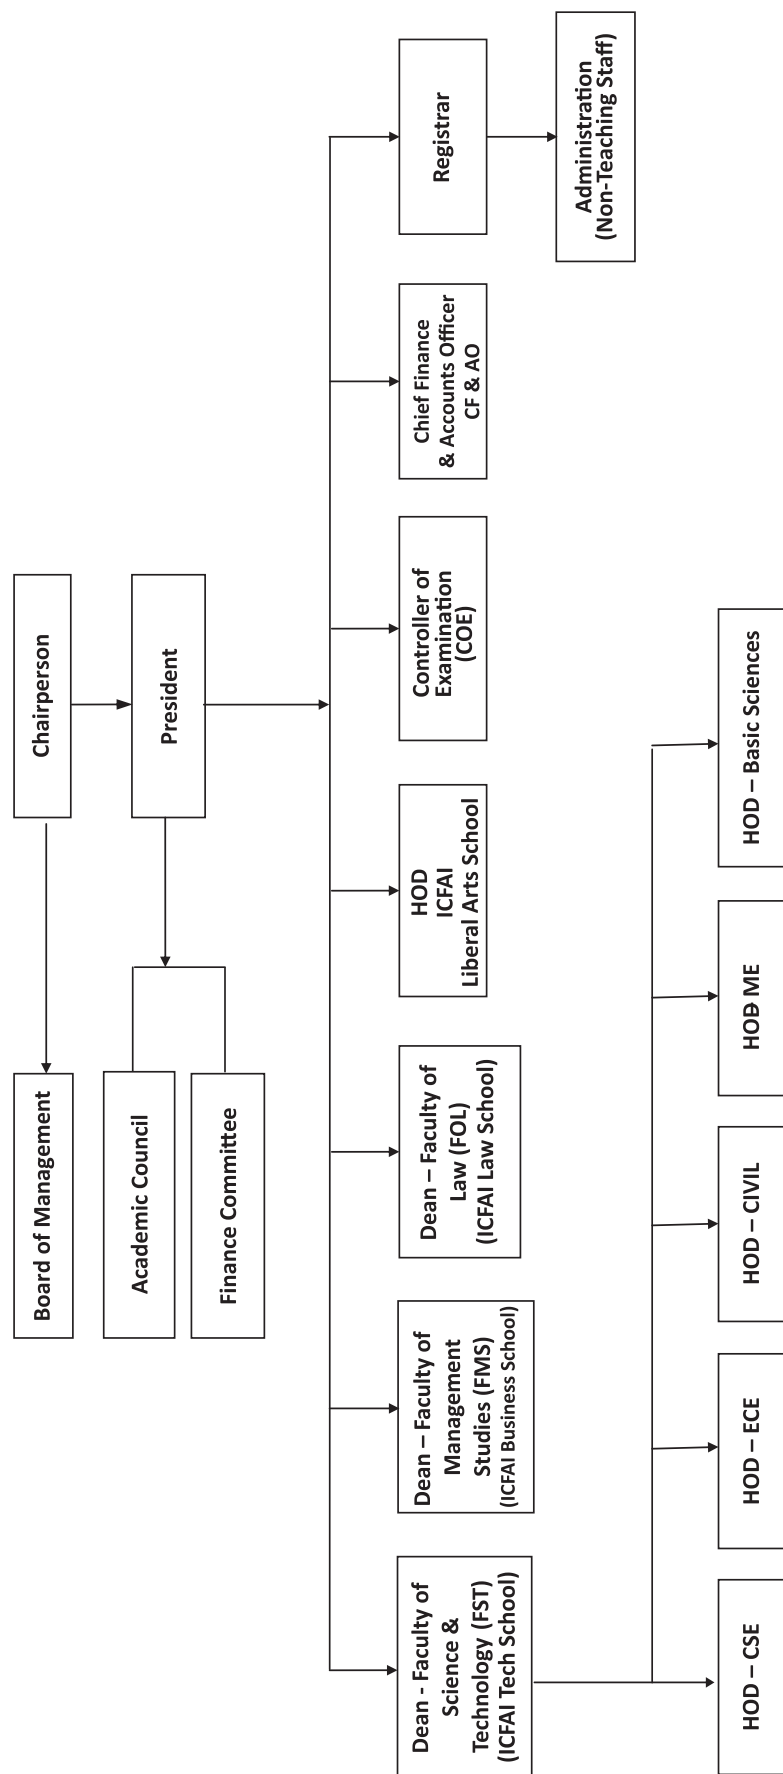 Chairperson
Board of Management
President
Academic Council
Finance Committee
Dean - Faculty of
Science &
Technology (FST)
(ICFAI Tech School)
Dean – Faculty of
Management
Studies (FMS)
(ICFAI Business School)
Dean – Faculty of
Law (FOL)
(ICFAI Law School)
HOD
ICFAI
Liberal Arts School
Controller of
Examination
(COE)
Chief Finance
& Accounts Officer
CF & AO
Registrar
Administration
(Non-Teaching Staff)
HOD – CSE
HOD – ECE
HOD – CIVIL
HOD- ME
HOD – Basic Sciences